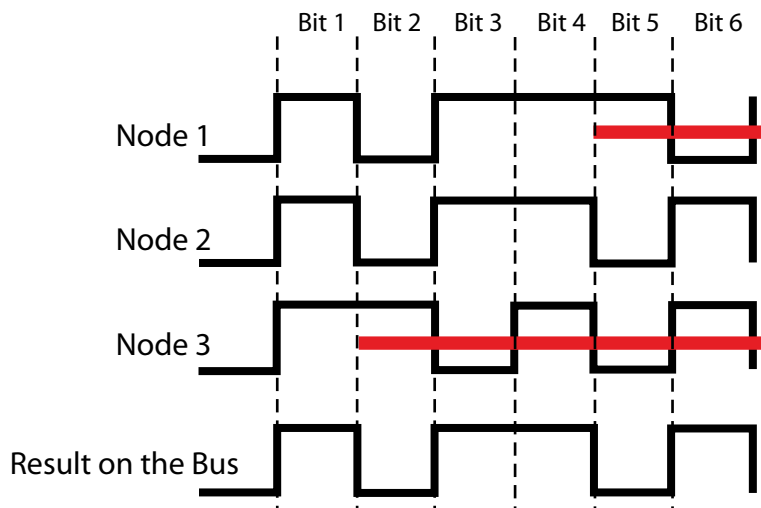 Bit 1 Bit 2 Bit 3 Bit 4 Bit 5 Bit 6
Node 1
Node 2
Node 3
Result on the Bus